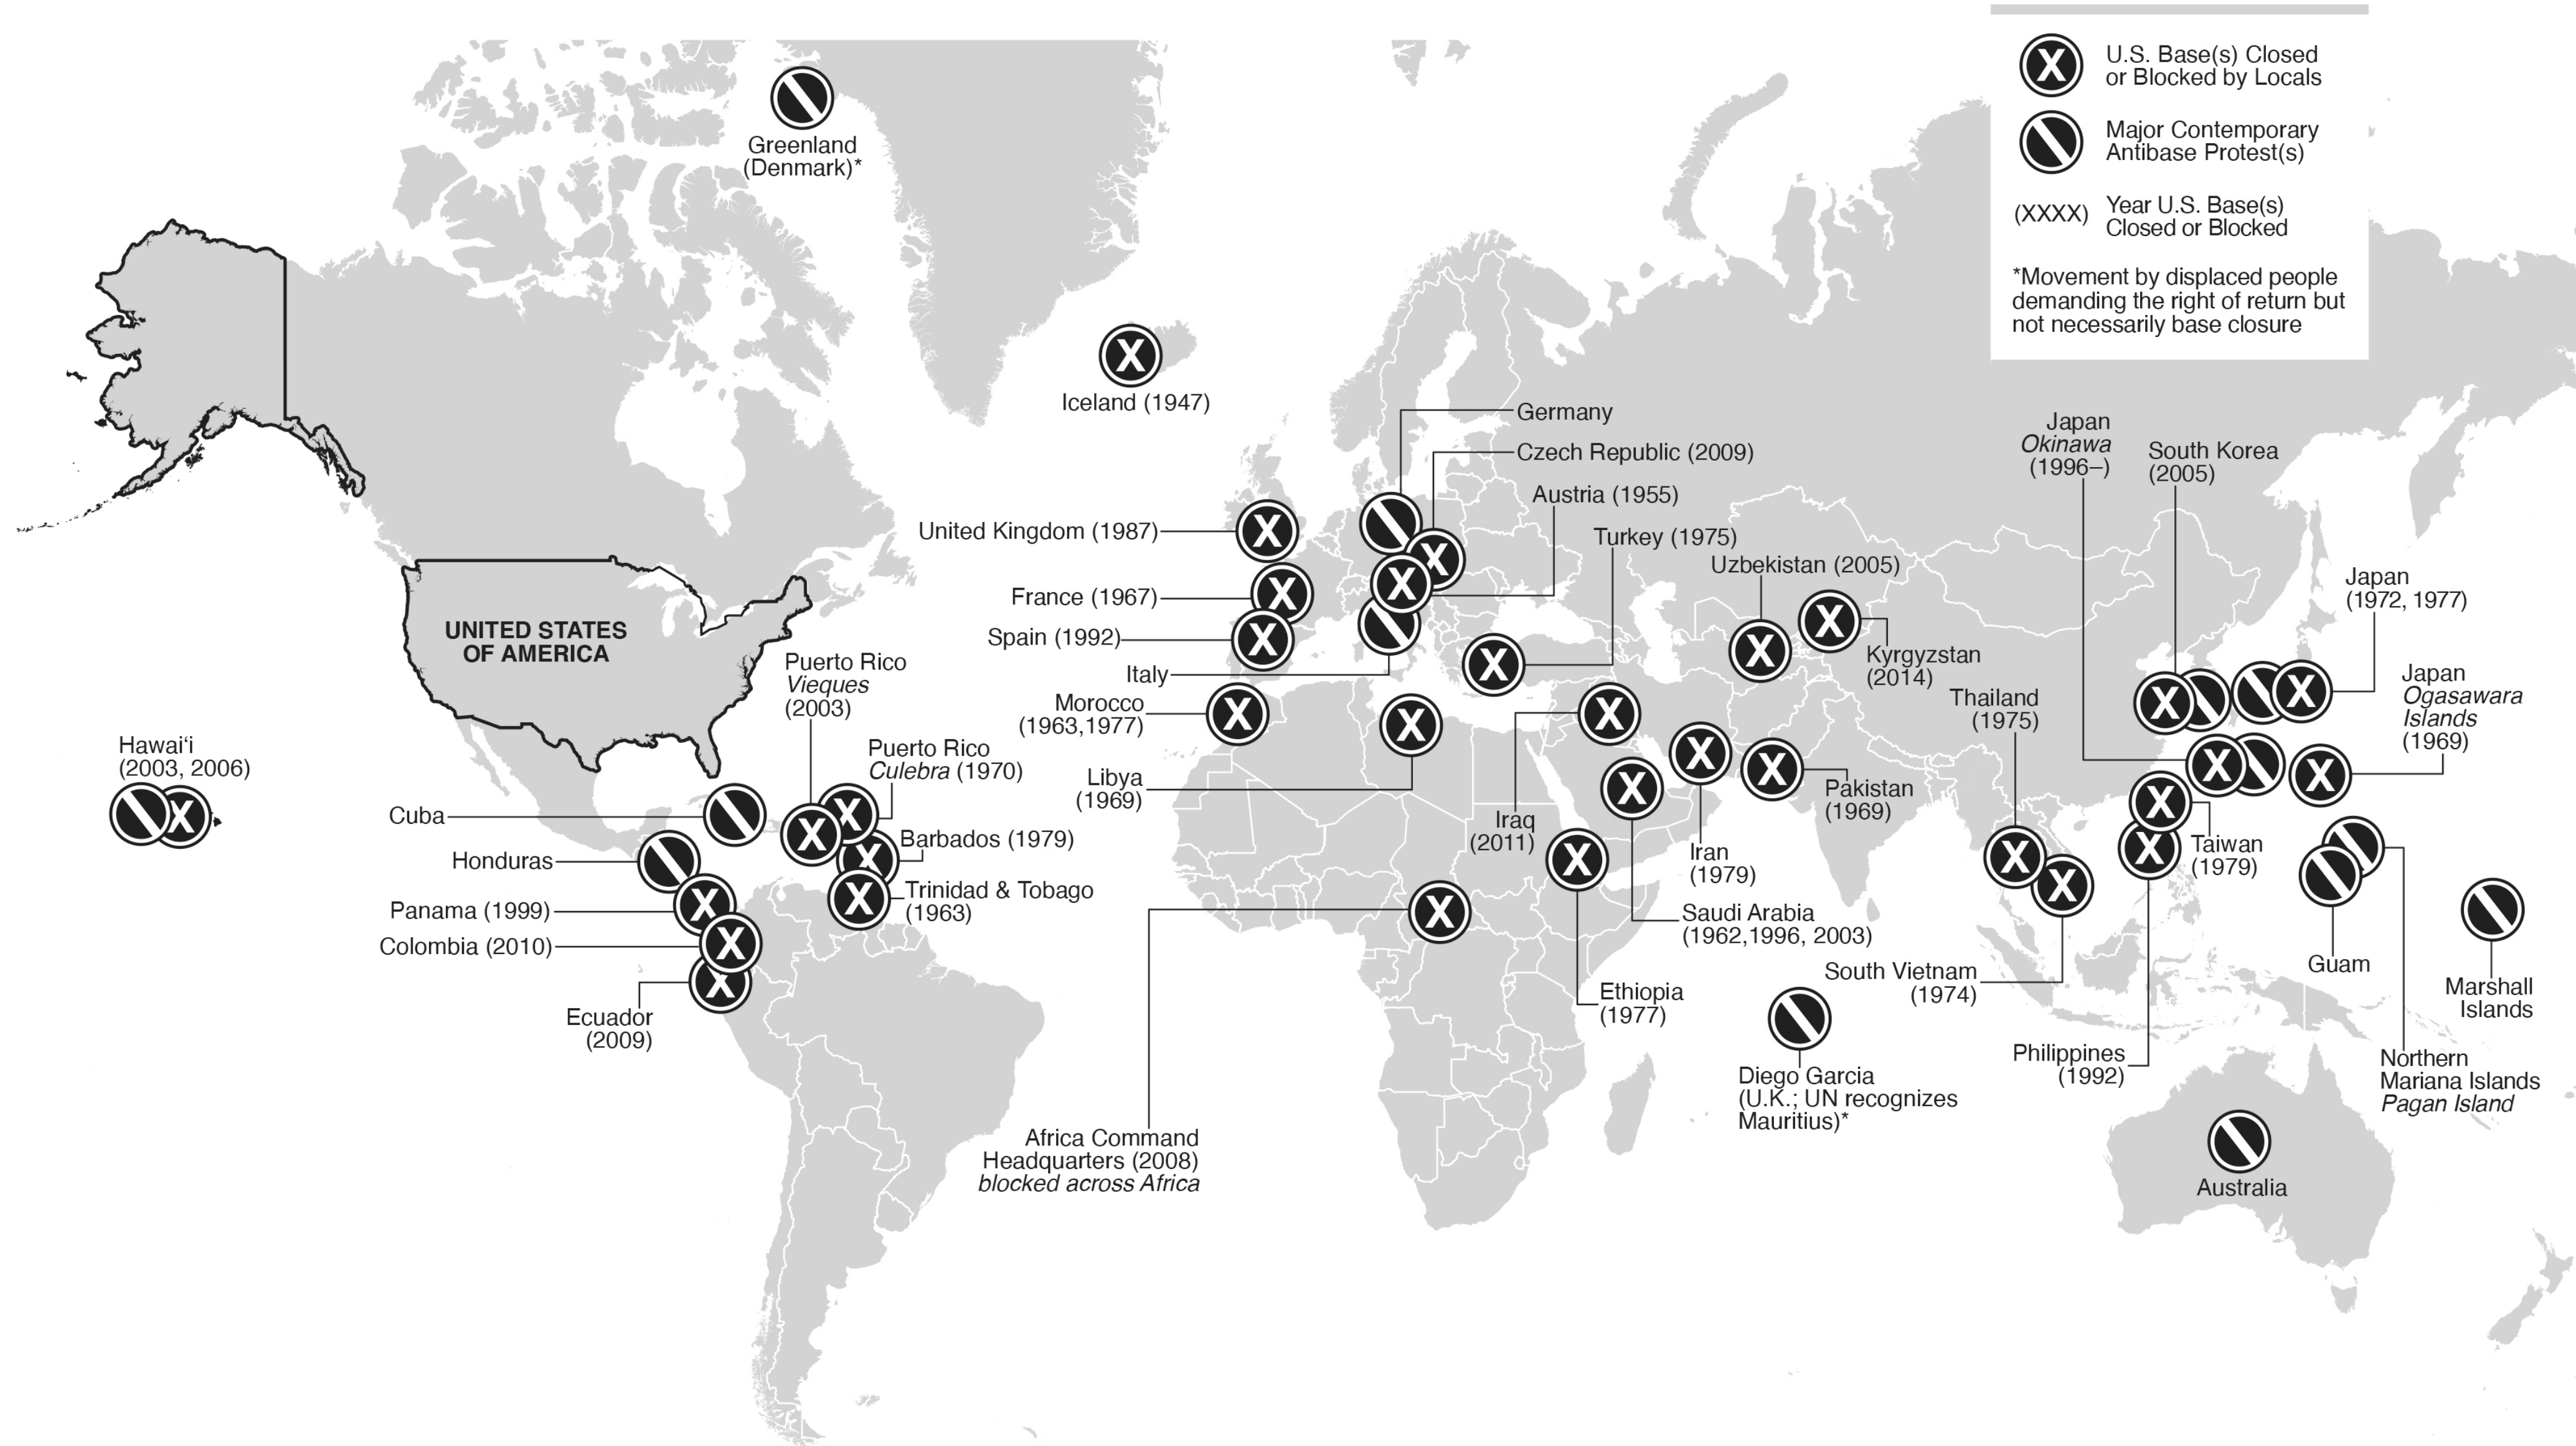 X
U.S. Base(s) Closed
or Blocked by Locals
Major Contemporary
Antibase Protest(s)
(XXXX)
Year U.S. Base(s)
Closed or Blocked
*Movement by displaced people
demanding the right of return but
not necessarily base closure
Greenland
(Denmark)*
X
Iceland (1947)
Germany
Czech Republic (2009)
X
Austria (1955)
X
Turkey (1975)
X
United Kingdom (1987)
X
France (1967)
X
Spain (1992)
X
Italy
Morocco
(1963,1977)
X
Libya
(1969)
X
Uzbekistan (2005)
X
Kyrgyzstan
(2014)
X
Japan
Okinawa
(1996–)
X
South Korea
(2005)
X
Japan
(1972, 1977)
X
Japan
Ogasawara
Islands
(1969)
X
Thailand
(1975)
X
UNITED STATES
OF AMERICA
Puerto Rico
Vieques
(2003)
X
Puerto Rico
Culebra (1970)
X
Hawai‘i
(2003, 2006)
X
Cuba
Honduras
Barbados (1979)
X
Trinidad & Tobago
(1963)
X
Panama (1999)
X
Colombia (2010)
X
Ecuador
(2009)
X
Iraq
(2011)
X
Iran
(1979)
X
Pakistan
(1969)
X
Saudi Arabia
(1962,1996, 2003)
X
Ethiopia
(1977)
X
Africa Command
Headquarters (2008)
blocked across Africa
X
South Vietnam
(1974)
X
Diego Garcia
(U.K.; UN recognizes
Mauritius)*
Taiwan
(1979)
X
Philippines
(1992)
X
Guam
Marshall
Islands
Northern
Mariana Islands
Pagan Island
Australia